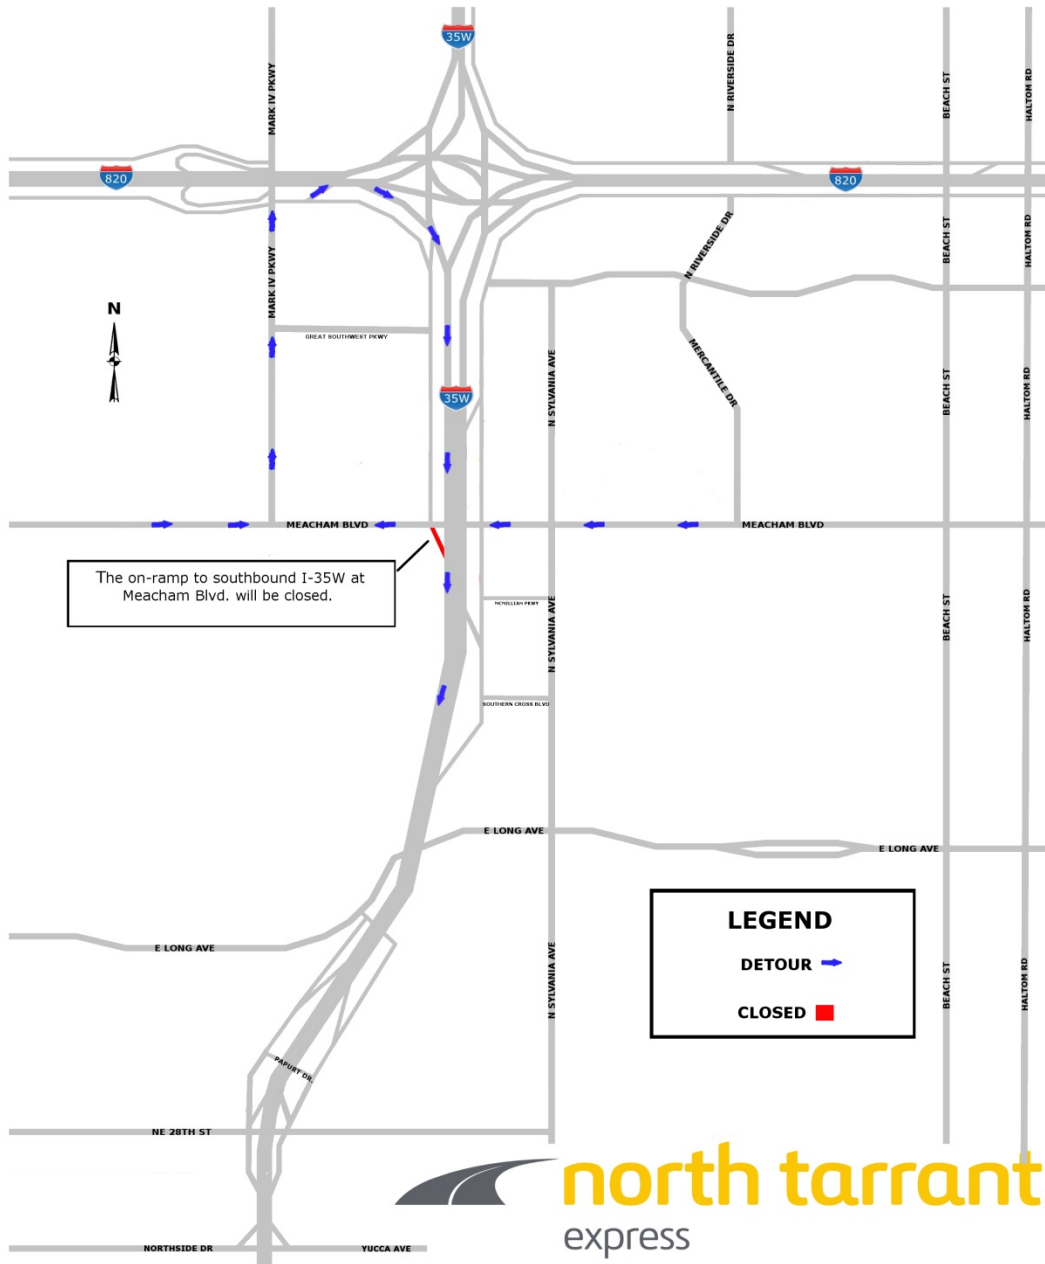 35W
MARK IV PKWY
N RIVERSIDE DR
BEACH ST
HALTOM RD
820
820
MARK IV PKWY
N RIVERSIDE DR
BEACH ST
HALTOM RD
N
GREAT SOUTHWEST PKWY
MERCANTILE DR
N SYLVANIA AVE
35W
BEACH ST
HALTOM RD
MEACHAM BLVD
MEACHAM BLVD
The on-ramp to southbound I-35W at
Meacham Blvd. will be closed.
N SYLVANIA AVE
BEACH ST
HALTOM RD
SOUTHERN CROSS BLVD
E LONG AVE
E LONG AVE
E LONG AVE
LEGEND
DETOUR
CLOSED
N SYLVANIA AVE
BEACH ST
HALTOM RD
PAPURT DR.
NE 28TH ST
NORTHSIDE DR
YUCCA AVE
north tarrant
express